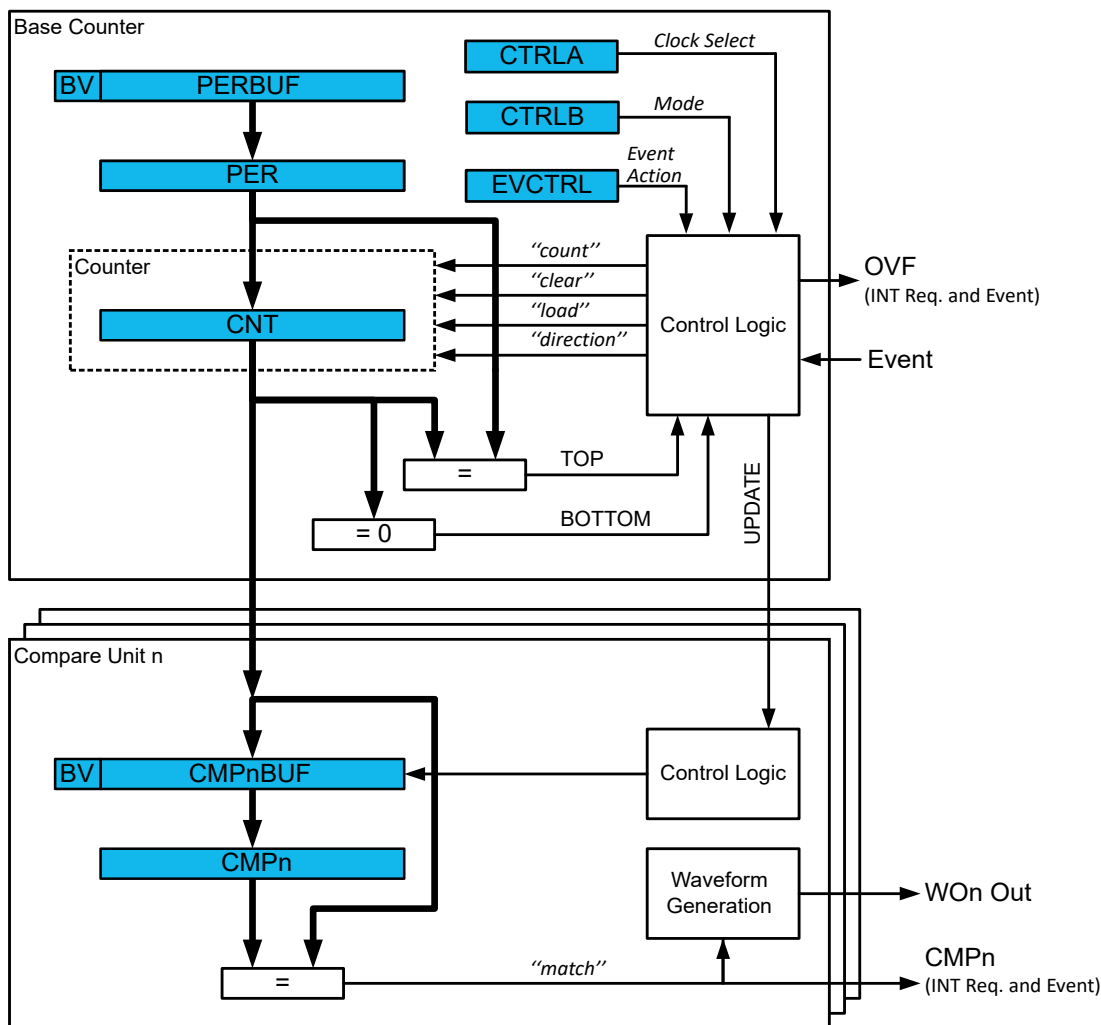 Base Counter
CTRLA
Clock Select
BV
PERBUF
CTRLB
Mode
PER
EVCTRL
Event
Action
Counter
CNT
“count”
“clear”
“load”
“direction”
Control Logic
OVF
(INT Req. and Event)
Event
=
TOP
= 0
BOTTOM
UPDATE
Compare Unit n
BV
CMPnBUF
Control Logic
CMPn
Waveform
Generation
WOn Out
=
“match”
CMPn
(INT Req. and Event)